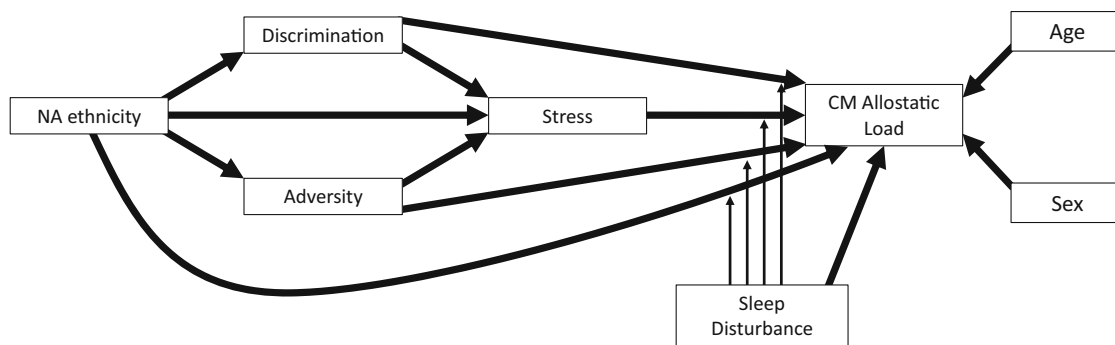 Discrimination
Age
NA ethnicity
Stress
CM Allostatic
Load
Adversity
Sex
Sleep
Disturbance